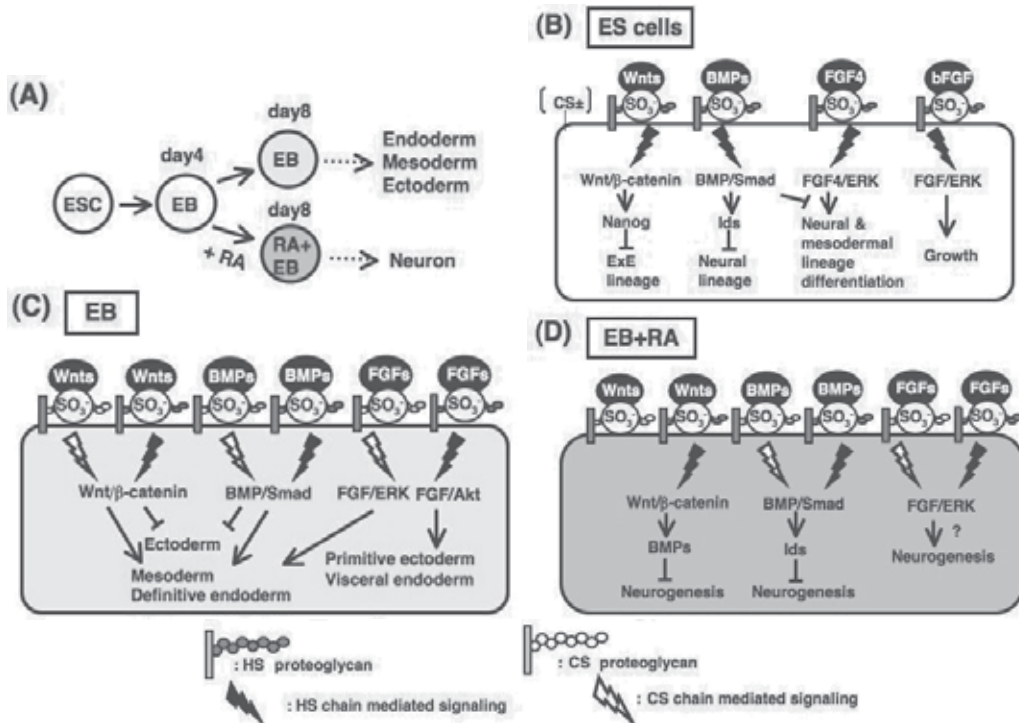 (A)
day8
day4
EB
Endoderm
Mesoderm
Ectoderm
ESC
EB
day8
+ RA
RA+
EB
Neuron
(B) ES cells
Wnts BMPs FGF4 bFGF
[CS±] SO₃⁻ SO₃⁻ SO₃⁻ SO₃⁻
Wnt/β-catenin BMP/Smad FGF4/ERK FGF/ERK
Nanog Ids Neural &
mesodermal
lineage
differentiation
ExE
lineage
Neural
lineage
Growth
(C) EB
Wnts Wnts BMPs BMPs FGFs FGFs
SO₃⁻ SO₃⁻ SO₃⁻ SO₃⁻ SO₃⁻ SO₃⁻
Wnt/β-catenin BMP/Smad FGF/ERK FGF/Akt
Ectoderm
Mesoderm
Definitive endoderm
Primitive ectoderm
Visceral endoderm
(D) EB+RA
Wnts Wnts BMPs BMPs FGFs FGFs
SO₃⁻ SO₃⁻ SO₃⁻ SO₃⁻ SO₃⁻ SO₃⁻
Wnt/β-catenin BMP/Smad FGF/ERK
BMPs Ids ?
Neurogenesis Neurogenesis Neurogenesis
: HS proteoglycan
: HS chain mediated signaling
: CS proteoglycan
: CS chain mediated signaling